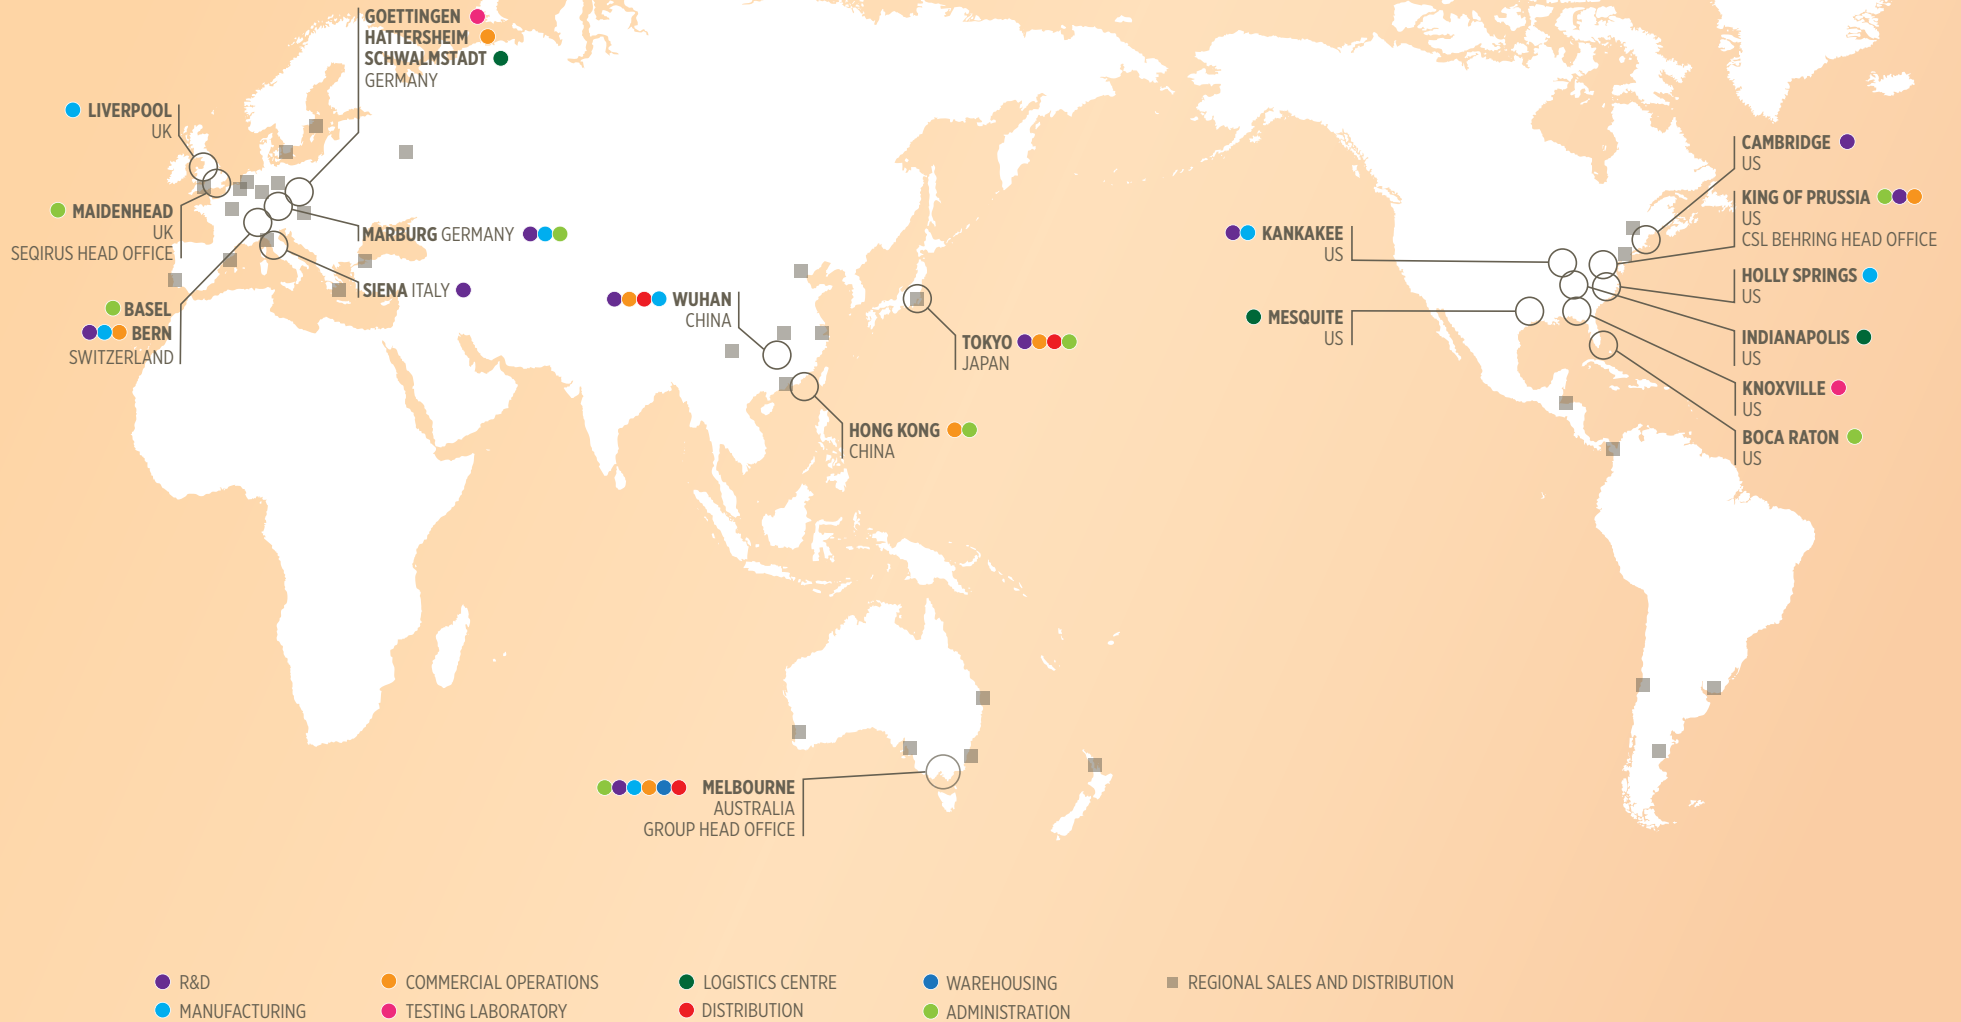 GOETTINGEN
HATTERSHEIM
SCHWALMSTADT
GERMANY
LIVERPOOL
UK
MAIDENHEAD
UK
SEQIRUS HEAD OFFICE
MARBURG GERMANY
SIENA ITALY
BASEL
BERN
SWITZERLAND
WUHAN
CHINA
TOKYO
JAPAN
HONG KONG
CHINA
MELBOURNE
AUSTRALIA
GROUP HEAD OFFICE
KANKAKEE
US
MESQUITE
US
CAMBRIDGE
US
KING OF PRUSSIA
US
CSL BEHRING HEAD OFFICE
HOLLY SPRINGS
US
INDIANAPOLIS
US
KNOXVILLE
US
BOCA RATON
US
R&D
MANUFACTURING
COMMERCIAL OPERATIONS
TESTING LABORATORY
LOGISTICS CENTRE
DISTRIBUTION
WAREHOUSING
ADMINISTRATION
REGIONAL SALES AND DISTRIBUTION